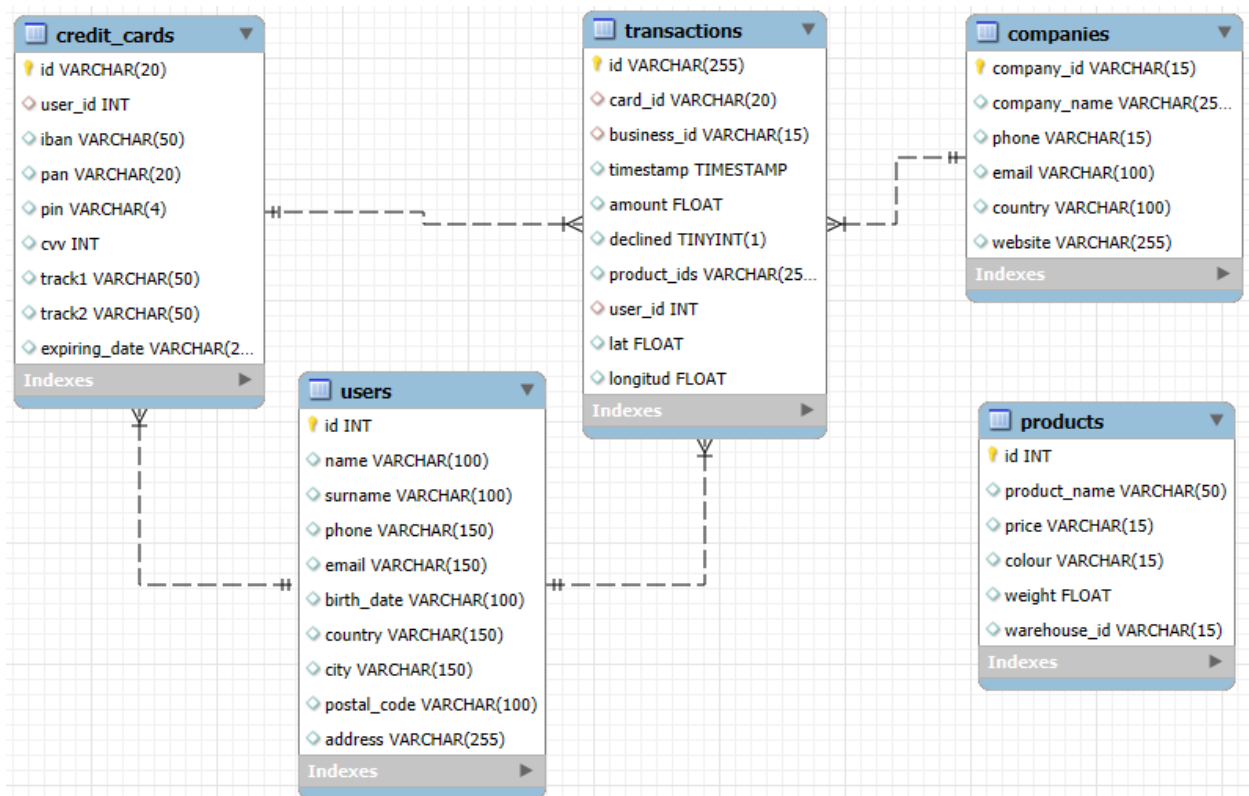 credit_cards
id VARCHAR(20)
user_id INT
iban VARCHAR(50)
pan VARCHAR(20)
pin VARCHAR(4)
cvv INT
track1 VARCHAR(50)
track2 VARCHAR(50)
expiring_date VARCHAR(2...
Indexes
transactions
id VARCHAR(255)
card_id VARCHAR(20)
business_id VARCHAR(15)
timestamp TIMESTAMP
amount FLOAT
declined TINYINT(1)
product_ids VARCHAR(25...
user_id INT
lat FLOAT
longitud FLOAT
Indexes
companies
company_id VARCHAR(15)
company_name VARCHAR(25...
phone VARCHAR(15)
email VARCHAR(100)
country VARCHAR(100)
website VARCHAR(255)
Indexes
users
id INT
name VARCHAR(100)
surname VARCHAR(100)
phone VARCHAR(150)
email VARCHAR(150)
birth_date VARCHAR(100)
country VARCHAR(150)
city VARCHAR(150)
postal_code VARCHAR(100)
address VARCHAR(255)
Indexes
products
id INT
product_name VARCHAR(50)
price VARCHAR(15)
colour VARCHAR(15)
weight FLOAT
warehouse_id VARCHAR(15)
Indexes